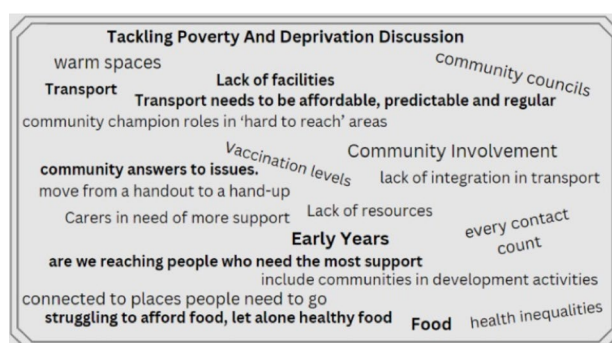 Tackling Poverty And Deprivation Discussion
warm spaces
community councils
Transport
Lack of facilities
Transport needs to be affordable, predictable and regular
community champion roles in ‘hard to reach’ areas
Vaccination levels
Community Involvement
community answers to issues.
lack of integration in transport
move from a handout to a hand-up
Carers in need of more support
Lack of resources
every contact
count
Early Years
are we reaching people who need the most support
include communities in development activities
connected to places people need to go
struggling to afford food, let alone healthy food
Food
health inequalities